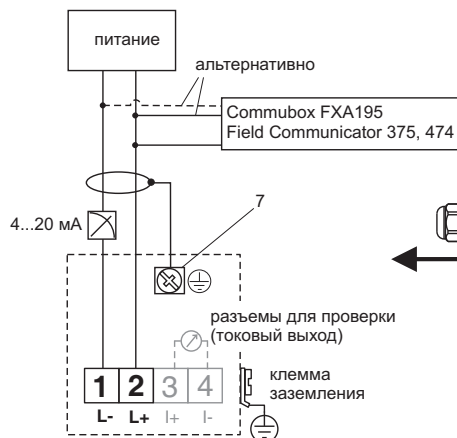 питание
альтернативно
Commubox FXA195
Field Communicator 375, 474
7
4...20 мА
разъемы для проверки
(токовый выход)
1 2 3 4
клемма
заземления
L- L+ I+ I-